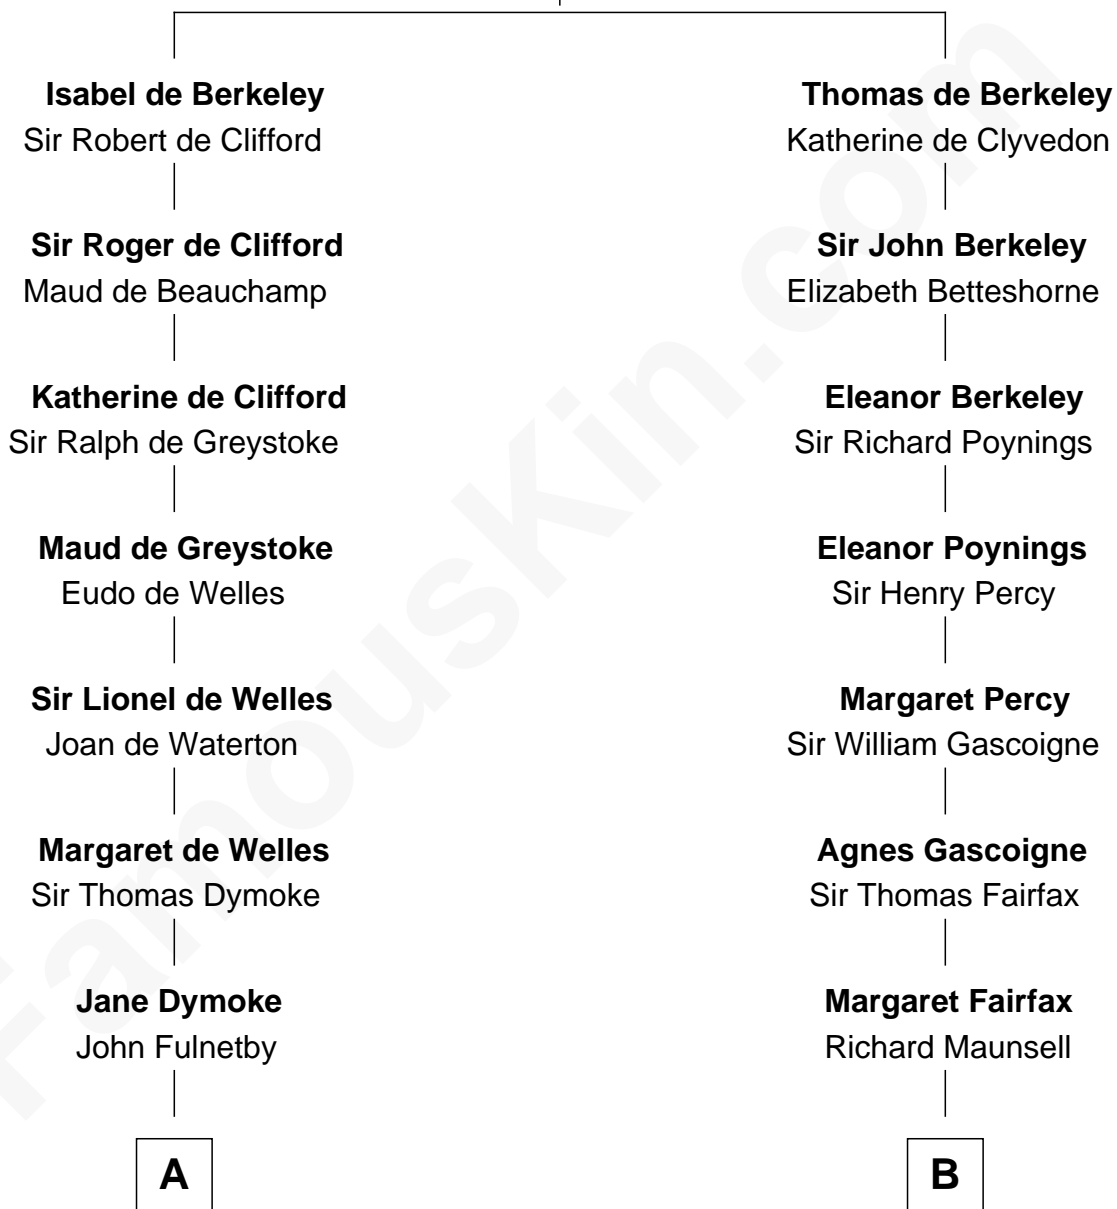 Isabel de Berkeley
Sir Robert de Clifford
Thomas de Berkeley
Katherine de Clyvedon
Sir Roger de Clifford
Maud de Beauchamp
Sir John Berkeley
Elizabeth Betteshorne
Katherine de Clifford
Sir Ralph de Greystoke
Eleanor Berkeley
Sir Richard Poynings
Maud de Greystoke
Eudo de Welles
Eleanor Poynings
Sir Henry Percy
Sir Lionel de Welles
Joan de Waterton
Margaret Percy
Sir William Gascoigne
Margaret de Welles
Sir Thomas Dymoke
Agnes Gascoigne
Sir Thomas Fairfax
Jane Dymoke
John Fulnetby
Margaret Fairfax
Richard Maunsell
A
B
FamousKin.com